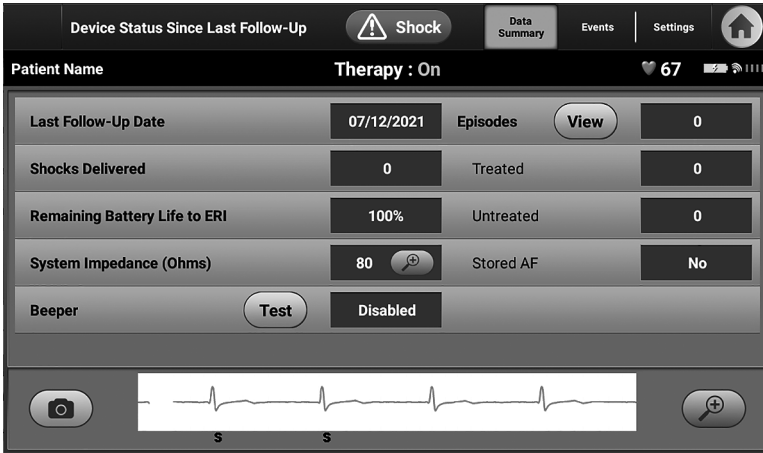 Device Status Since Last Follow-Up
Shock
Data
Summary
Events
Settings
Patient Name
Therapy : On
67
Last Follow-Up Date 07/12/2021 Episodes View 0
Shocks Delivered 0 Treated 0
Remaining Battery Life to ERI 100% Untreated 0
System Impedance (Ohms) 80 Stored AF No
Beeper Test Disabled
S S